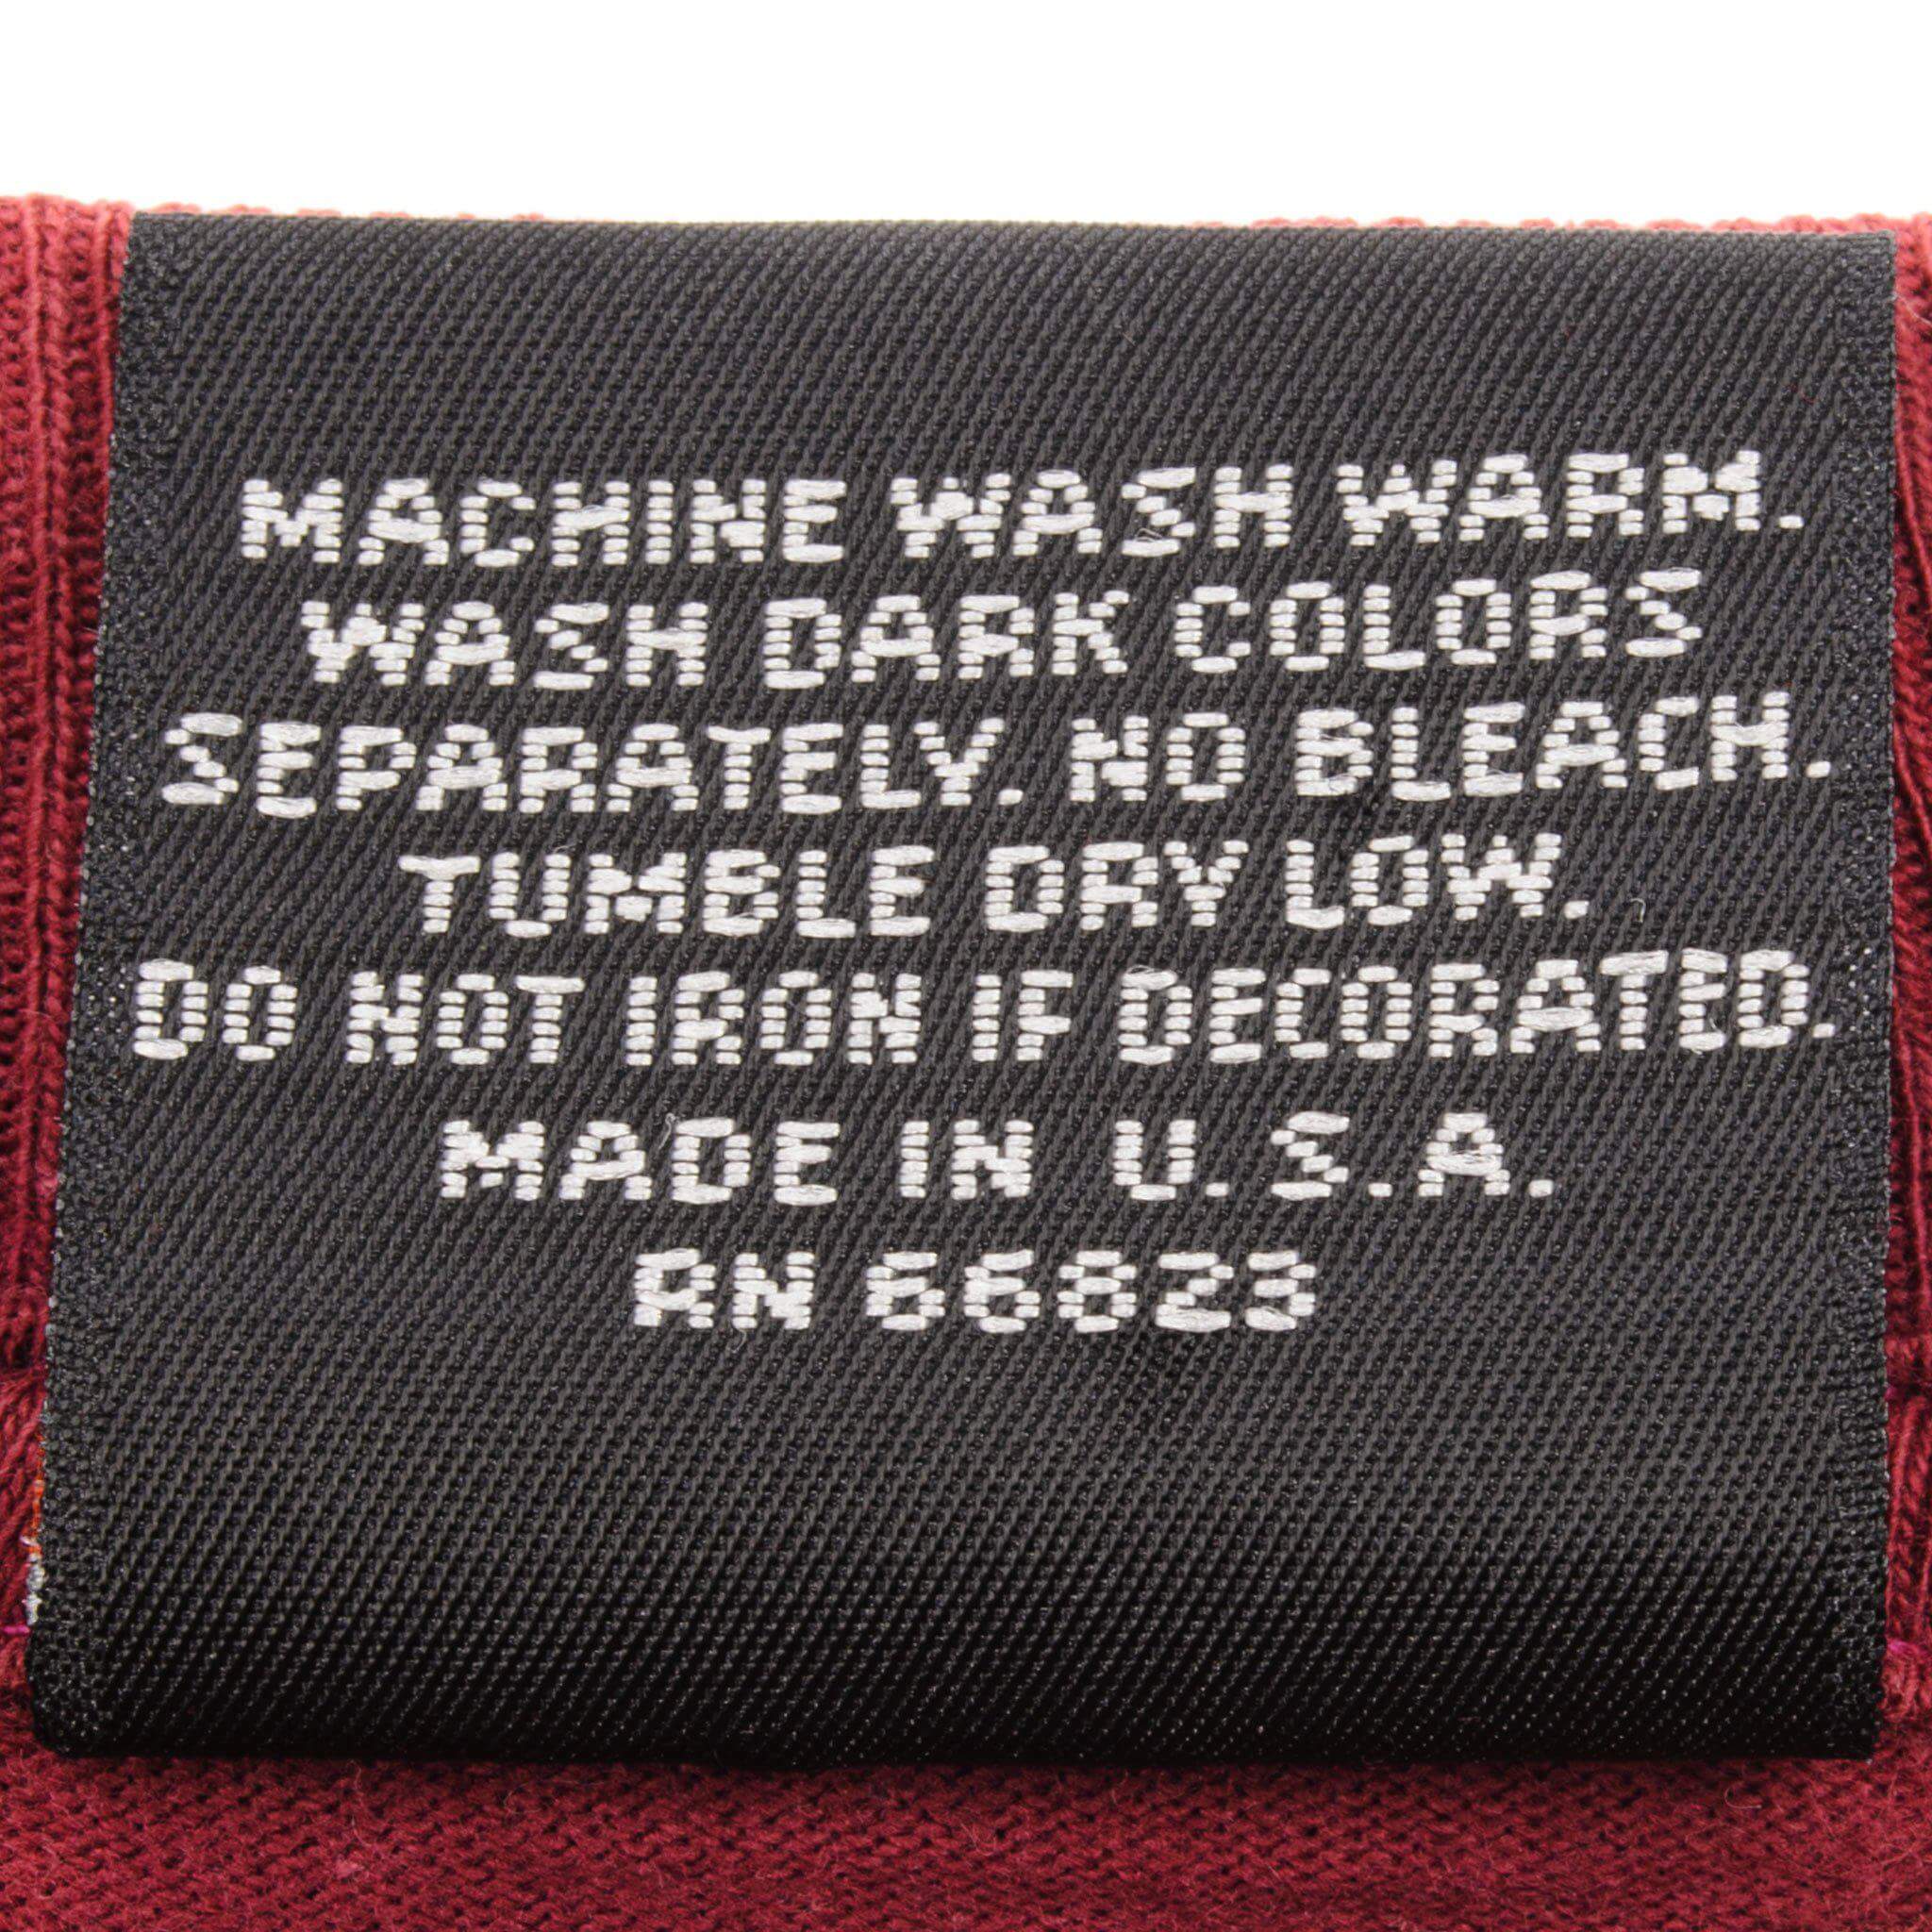 MACHINE WASH WARM.
WASH DARK COLORS
SEPARATELY. NO BLEACH.
TUMBLE DRY LOW.
DO NOT IRON IF DECORATED.
MADE IN U.S.A.
RN 66823